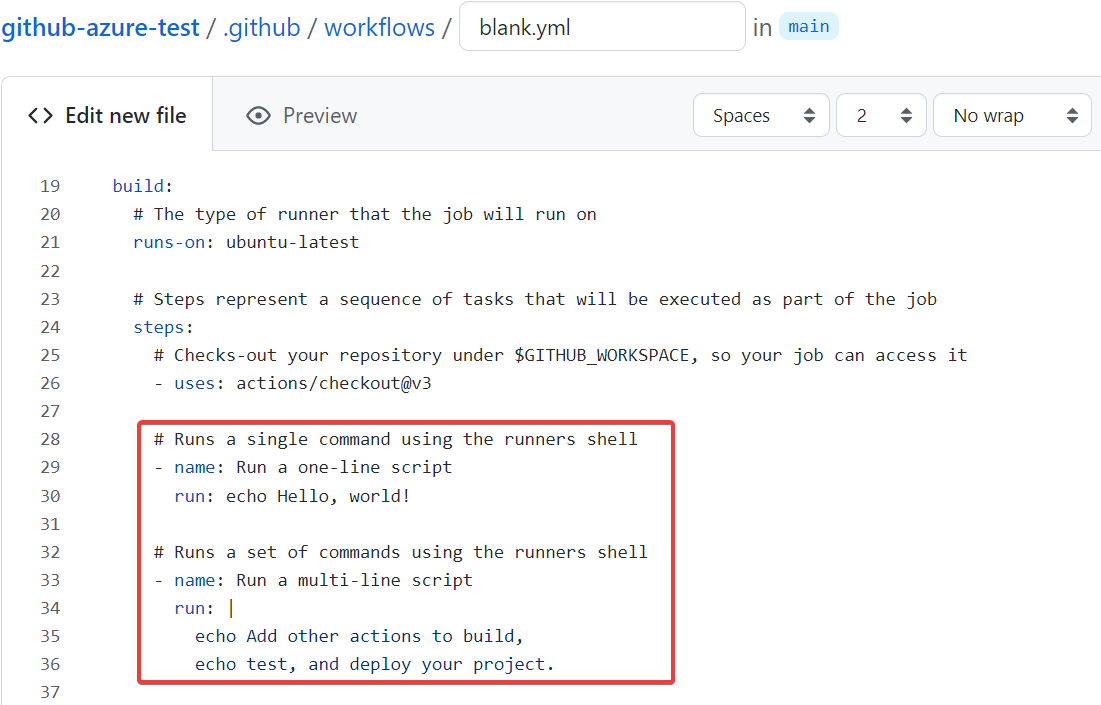 github-azure-test / .github / workflows / blank.yml in main
<> Edit new file Preview Spaces 2 No wrap
19 build:
20 # The type of runner that the job will run on
21 runs-on: ubuntu-latest
22
23 # Steps represent a sequence of tasks that will be executed as part of the job
24 steps:
25 # Checks-out your repository under $GITHUB_WORKSPACE, so your job can access it
26 - uses: actions/checkout@v3
27
28 # Runs a single command using the runners shell
29 - name: Run a one-line script
30 run: echo Hello, world!
31
32 # Runs a set of commands using the runners shell
33 - name: Run a multi-line script
34 run: |
35 echo Add other actions to build,
36 echo test, and deploy your project.
37